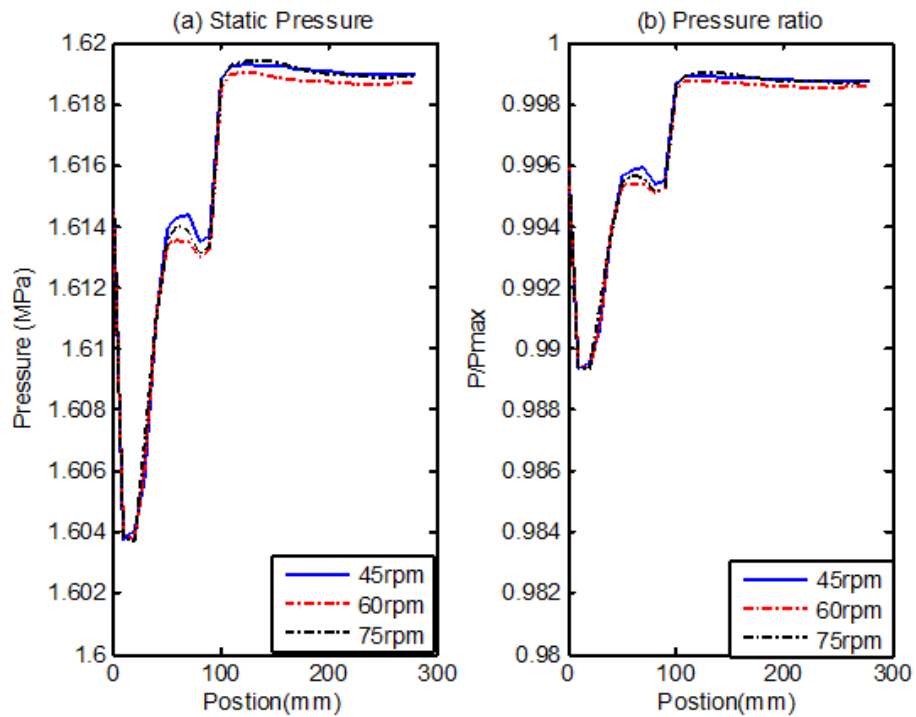 (a) Static Pressure
1.62
1.618
1.616
1.614
1.612
1.61
1.608
1.606
1.604
1.602
1.6
Pressure (MPa)
0 100 200 300
Postion(mm)
45rpm
60rpm
75rpm
(b) Pressure ratio
1
0.998
0.996
0.994
0.992
0.99
0.988
0.986
0.984
0.982
0.98
P/Pmax
0 100 200 300
Postion(mm)
45rpm
60rpm
75rpm